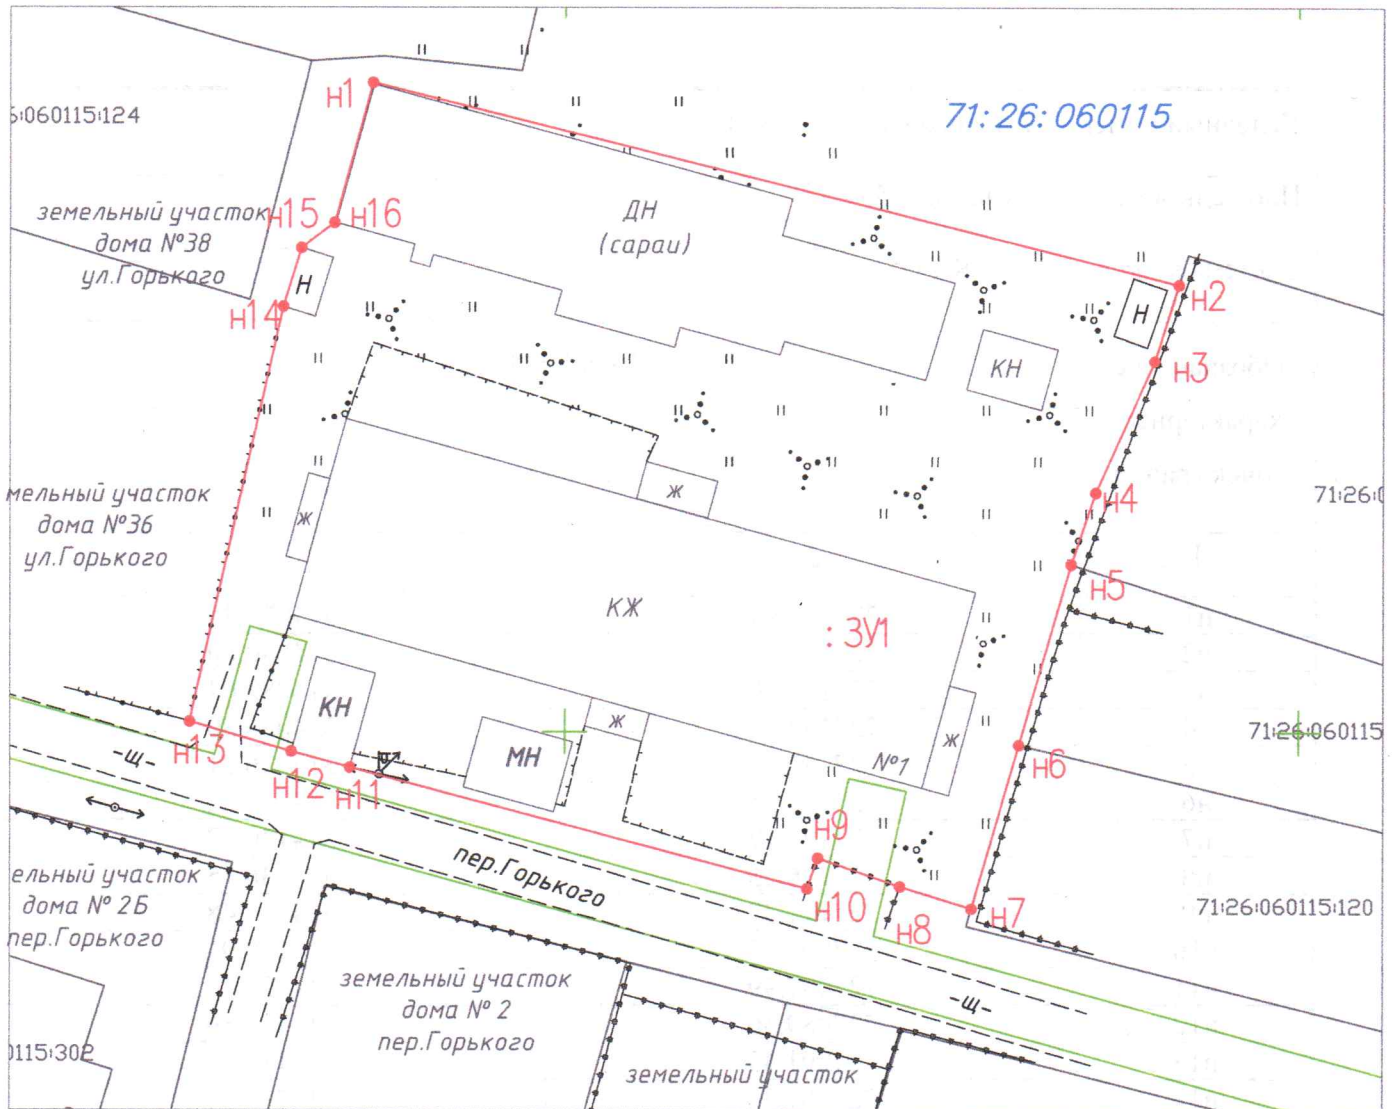 н1
71:26:060115
:060115:124
земельный участок
дома №38
ул.Горького
н15
н16
ДН
(сараи)
Н
н14
н2
Н
н3
КН
мельный участок
дома №36
ул.Горького
ж
ж
н4
71:26:0
н5
КЖ
:ЗУ1
КН
ж
МН
ж
№1
71:26:060115
н6
н13
н12
н11
-щ-
н9
пер.Горького
н10
н8
н7
71:26:060115:120
ельный участок
дома № 2Б
пер.Горького
земельный участок
дома № 2
пер.Горького
-щ-
0115:302
земельный участок